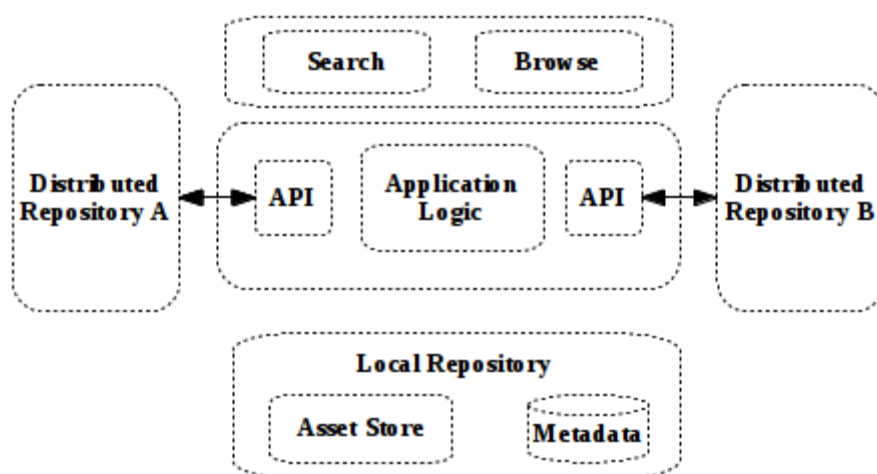 Search
Browse
Distributed
Repository A
API
Application
Logic
API
Distributed
Repository B
Local Repository
Asset Store
Metadata